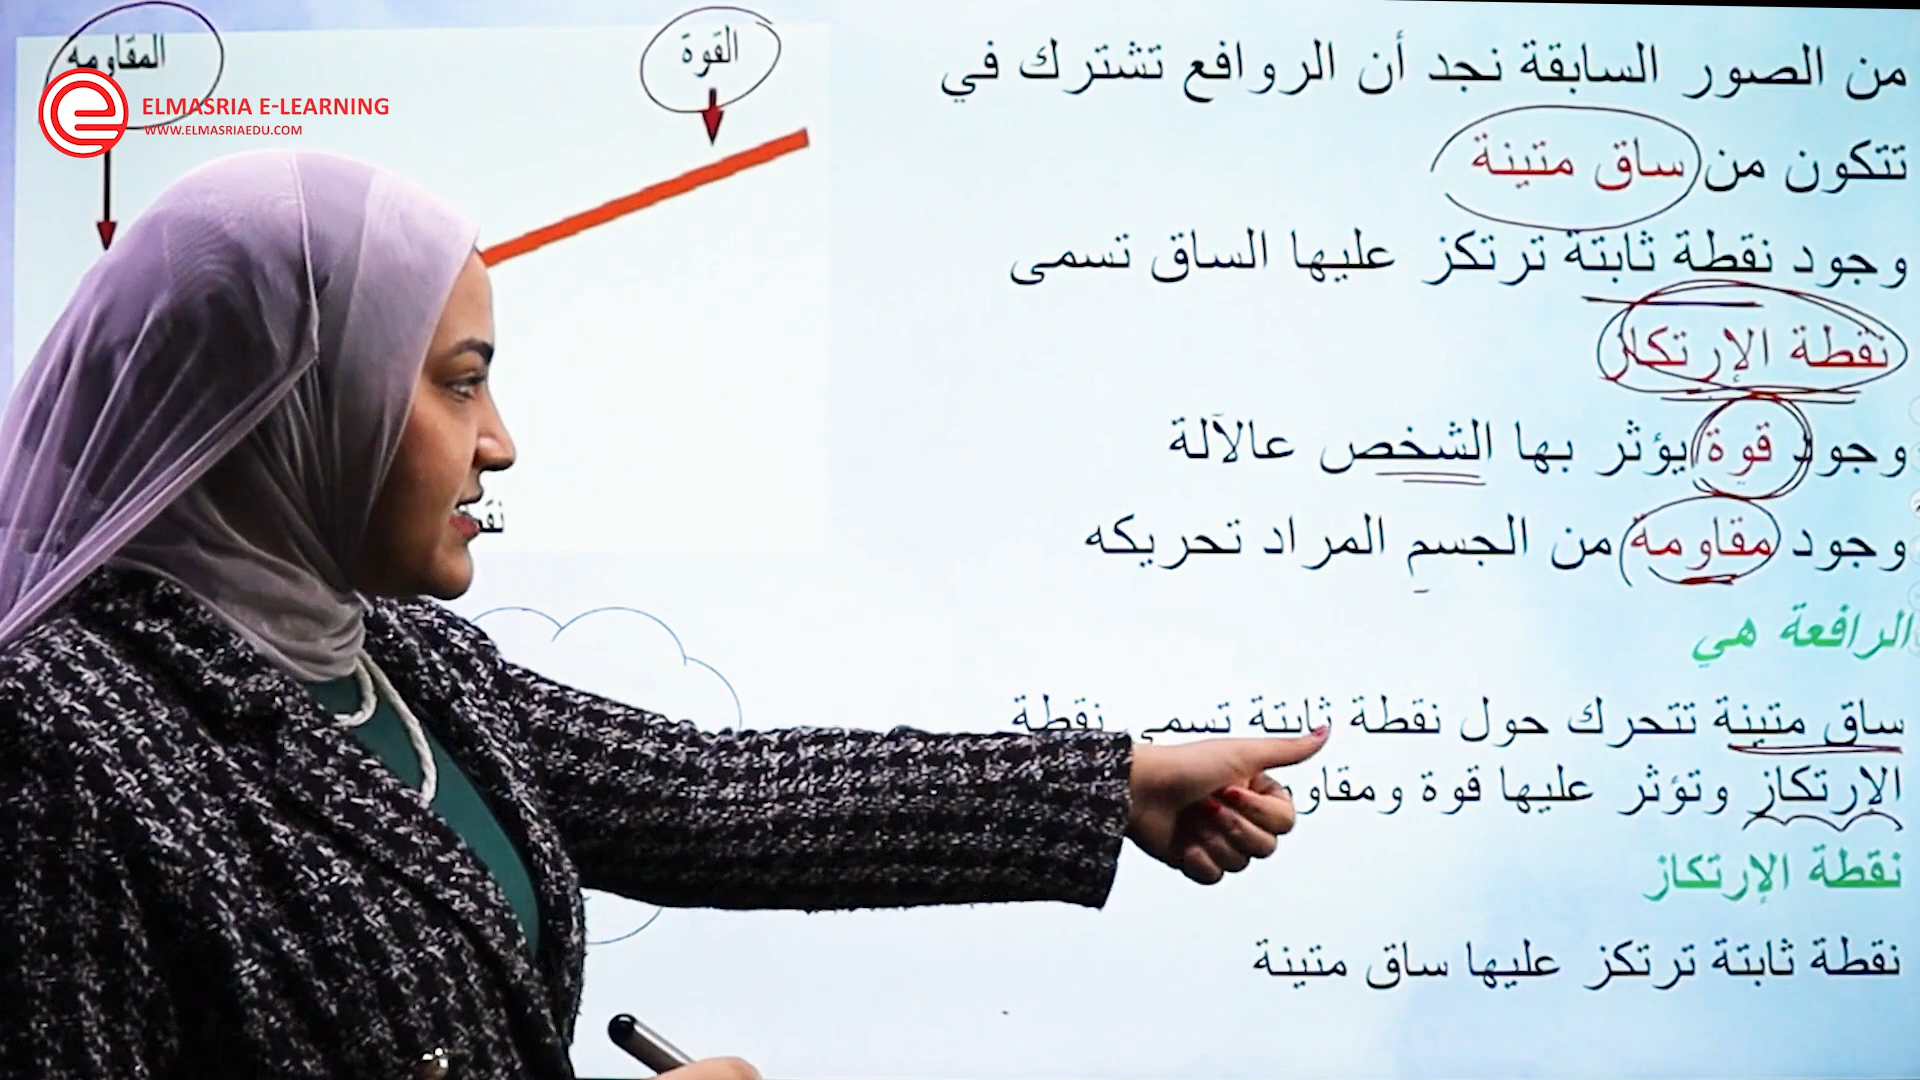 المقاومه
القوة
ELMASRIA E-LEARNING
WWW.ELMASRIAEDU.COM
من الصور السابقة نجد أن الروافع تشترك في
تتكون من ساق متينة
وجود نقطة ثابتة ترتكز عليها الساق تسمى
نقطة الإرتكاز
وجود قوة يؤثر بها الشخص عالآلة
وجود مقاومة من الجسم المراد تحريكه
الرافعة هي
ساق متينة تتحرك حول نقطة ثابتة تسمى نقطة
الارتكاز وتؤثر عليها قوة
نقطة الإرتكاز
نقطة ثابتة ترتكز عليها ساق متينة